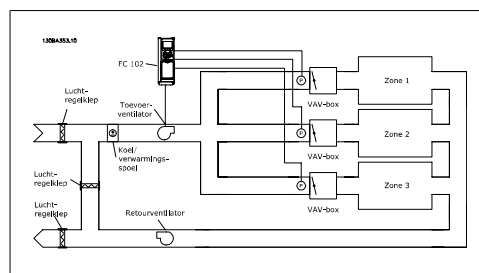 130BA353.10
FC 102
Lucht-
regelklep
Toevoer-
ventilator
P
VAV-box
Zone 1
P
VAV-box
Zone 2
Koel/
verwarmings-
spoel
Lucht-
regelklep
P
VAV-box
Zone 3
Lucht-
regelklep
Retourventilator